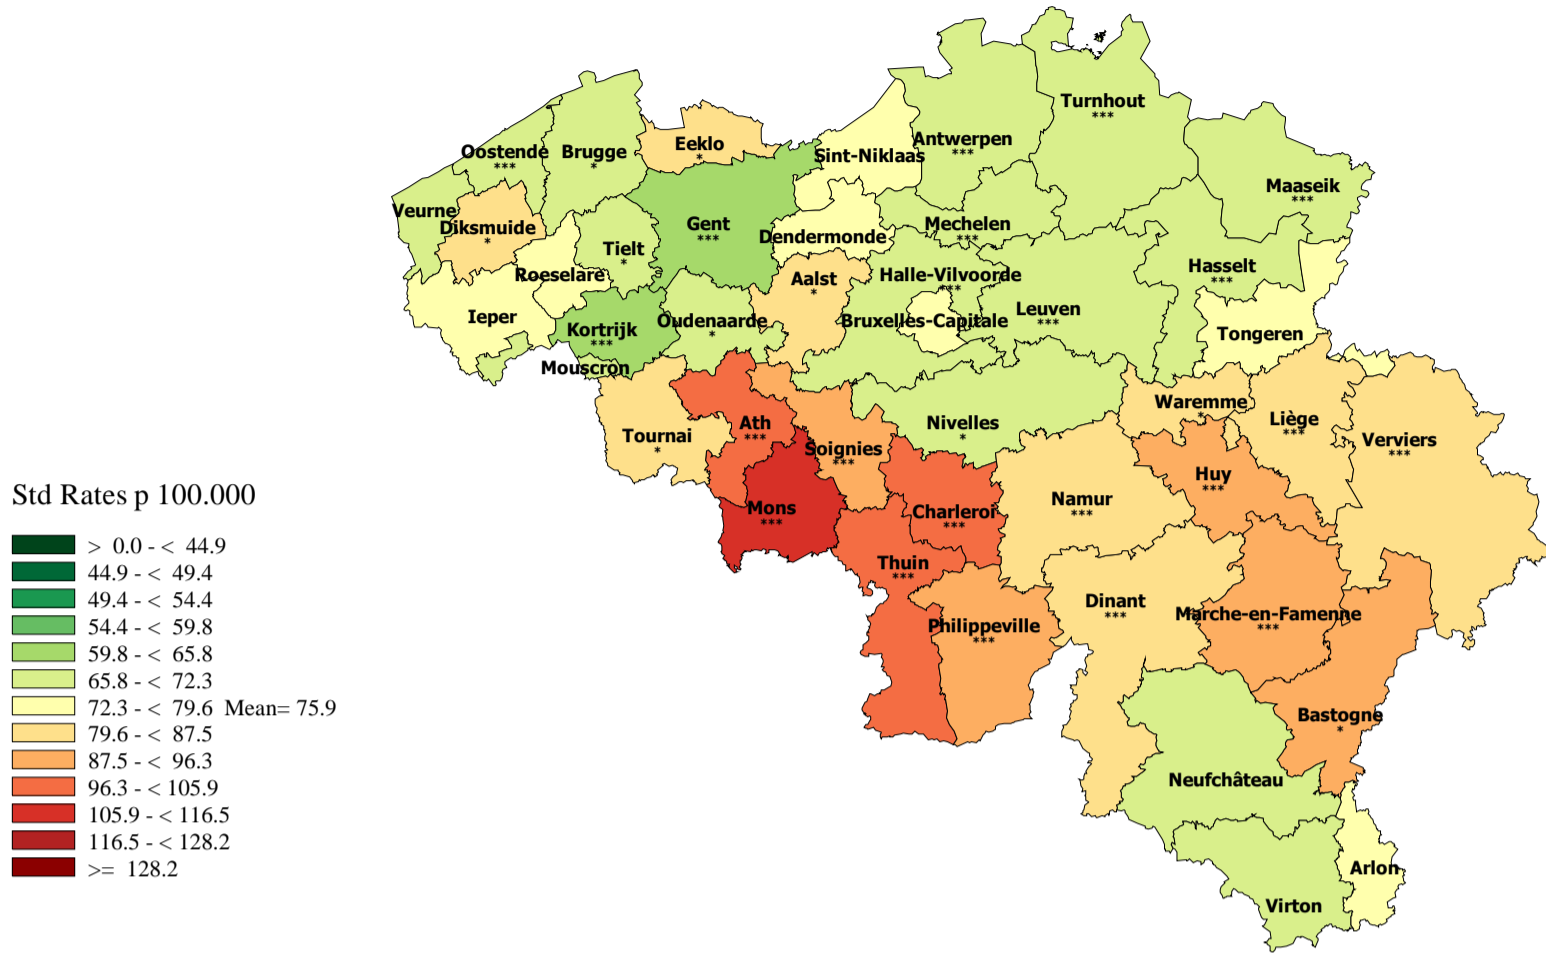 Turnhout
***
Antwerpen
***
Eeklo
*
Oostende
***
Brugge
*
Sint-Niklaas
Maaseik
***
Veurne
Diksmuide
*
Gent
***
Mechelen
***
Dendermonde
Tielt
*
Hasselt
***
Roeselare
Aalst
*
Halle-Vilvoorde
***
Ieper
Kortrijk
***
Oudenaarde
*
Bruxelles-Capitale
Leuven
***
Tongeren
Mouscron
Waremme
*
Liège
***
Ath
***
Nivelles
*
Tournai
*
Verviers
***
Soignies
***
Huy
***
Std Rates p 100.000
Mons
***
Charleroi
***
Namur
***
> 0.0 - < 44.9
44.9 - < 49.4
49.4 - < 54.4
54.4 - < 59.8
59.8 - < 65.8
65.8 - < 72.3
72.3 - < 79.6 Mean= 75.9
79.6 - < 87.5
87.5 - < 96.3
96.3 - < 105.9
105.9 - < 116.5
116.5 - < 128.2
>= 128.2
Thuin
***
Dinant
***
Marche-en-Famenne
***
Philippeville
***
Bastogne
*
Neufchâteau
Arlon
Virton